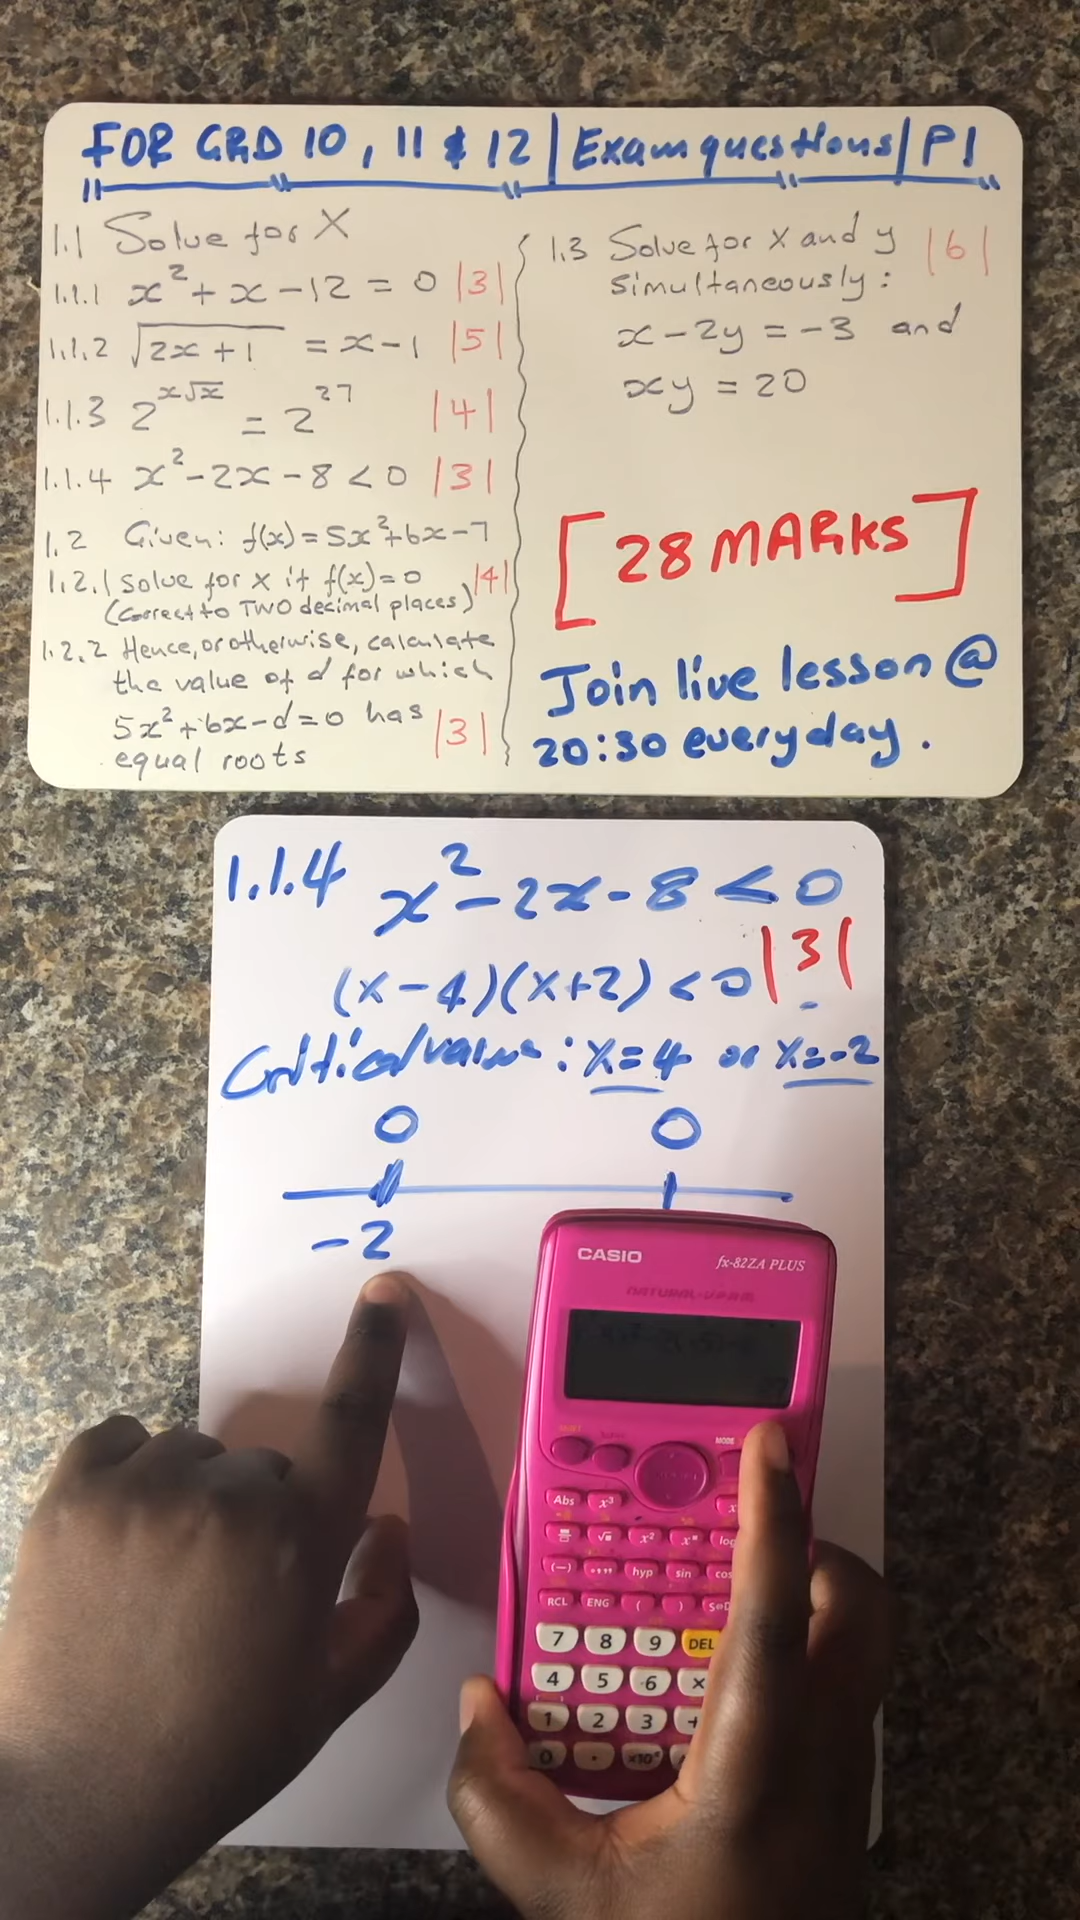 FOR GRD 10, 11 & 12 | Exam questions | P1
1.1 Solve for X
1.1.1 x² + x - 12 = 0 |3|
1.1.2 √(2x + 1) = x - 1 |5|
1.1.3 2^(x√x) = 2^27 |4|
1.1.4 x² - 2x - 8 < 0 |3|
1.2 Given: f(x) = 5x² + 6x - 7
1.2.1 Solve for x if f(x) = 0 |4|
(Correct to TWO decimal places)
1.2.2 Hence, or otherwise, calculate
the value of d for which
5x² + 6x - d = 0 has |3|
equal roots
1.3 Solve for x and y |6|
simultaneously:
x - 2y = -3 and
xy = 20
[28 MARKS]
Join live lesson @
20:30 everyday.
1.1.4 x² - 2x - 8 < 0
|3|
(x - 4)(x + 2) < 0
Critical values: x = 4 or x = -2
0 0
-2
CASIO
fx-82ZA PLUS
SHIFT
MODE
Abs x³
√■ x² x■ log
(-) °'" hyp sin cos
RCL ENG ( ) S⇔D
7 8 9 DEL
4 5 6 ×
1 2 3 +
0 . ×10ˣ